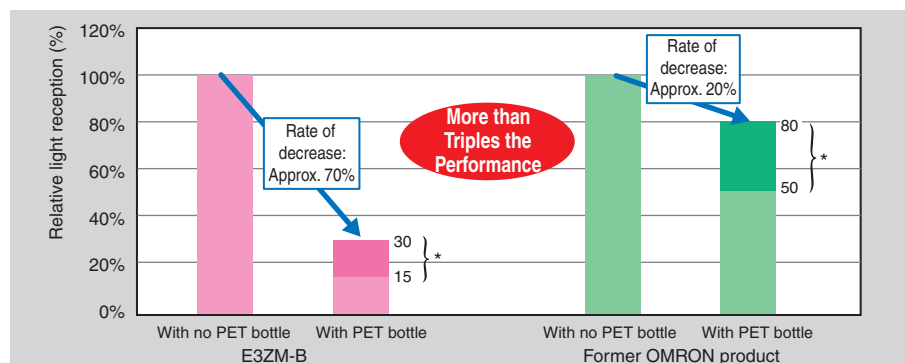 Relative light reception (%)
120%
100%
80%
60%
40%
20%
0%
Rate of
decrease:
Approx. 70%
30
15
*
More than
Triples the
Performance
Rate of
decrease:
Approx. 20%
80
50
*
With no PET bottle
With PET bottle
E3ZM-B
With no PET bottle
With PET bottle
Former OMRON product